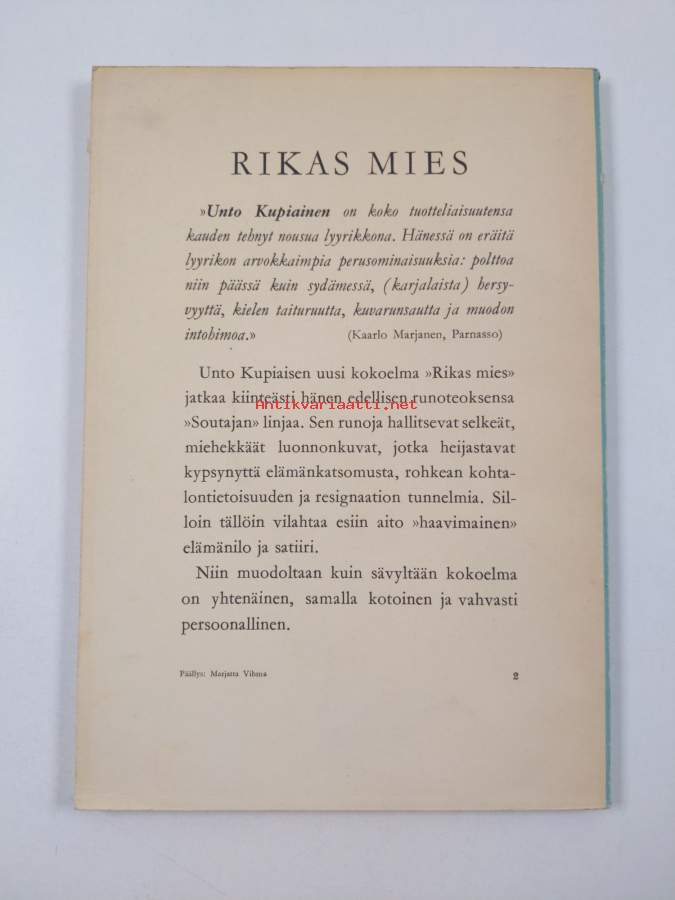 RIKAS MIES
»Unto Kupiainen on koko tuotteliaisuutensa
kauden tehnyt nousua lyyrikkona. Hänessä on eräitä
lyyrikon arvokkaimpia perusominaisuuksia: polttoa
niin päässä kuin sydämessä, (karjalaista) hersy-
vyyttä, kielen taituruutta, kuvarunsautta ja muodon
intohimoa.» (Kaarlo Marjanen, Parnasso)
Unto Kupiaisen uusi kokoelma »Rikas mies»
jatkaa kiinteästi hänen edellisen runoteoksensa
Antikvariaatti.net
»Soutajan» linjaa. Sen runoja hallitsevat selkeät,
miehekkäät luonnonkuvat, jotka heijastavat
kypsynyttä elämänkatsomusta, rohkean kohta-
lontietoisuuden ja resignaation tunnelmia. Sil-
loin tällöin vilahtaa esiin aito »haavimainen»
elämänilo ja satiiri.
Niin muodoltaan kuin sävyltään kokoelma
on yhtenäinen, samalla kotoinen ja vahvasti
persoonallinen.
Päällys: Marjatta Vihma 2